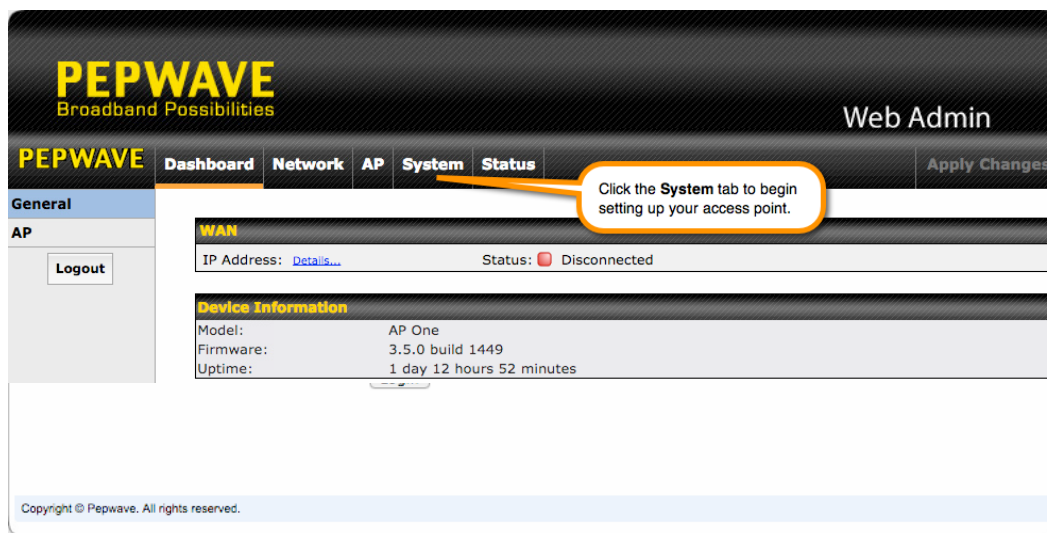 PEPWAVE
Broadband Possibilities
Web Admin
PEPWAVE Dashboard Network AP System Status Apply Changes
Click the System tab to begin
setting up your access point.
General
AP
Logout
WAN
IP Address: Details... Status: Disconnected
Device Information
Model: AP One
Firmware: 3.5.0 build 1449
Uptime: 1 day 12 hours 52 minutes
Copyright © Pepwave. All rights reserved.